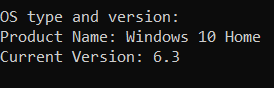 OS type and version:
Product Name: Windows 10 Home
Current Version: 6.3